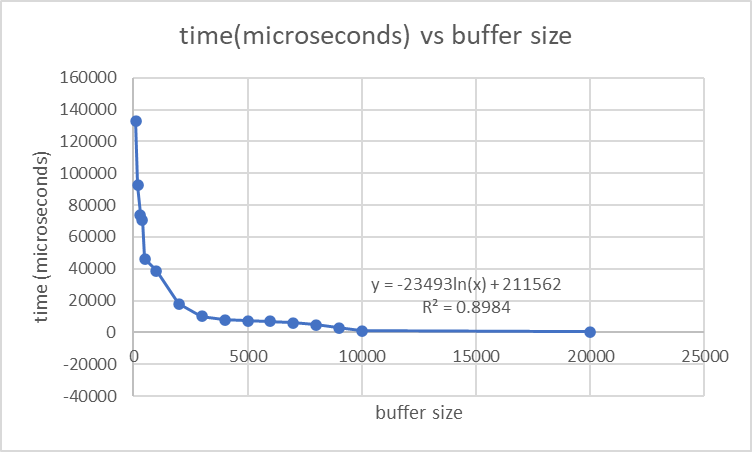 time(microseconds) vs buffer size
160000
140000
120000
100000
80000
60000
40000
20000
0
-20000
-40000
time (microseconds)
y = -23493ln(x) + 211562
R² = 0.8984
0 5000 10000 15000 20000 25000
buffer size